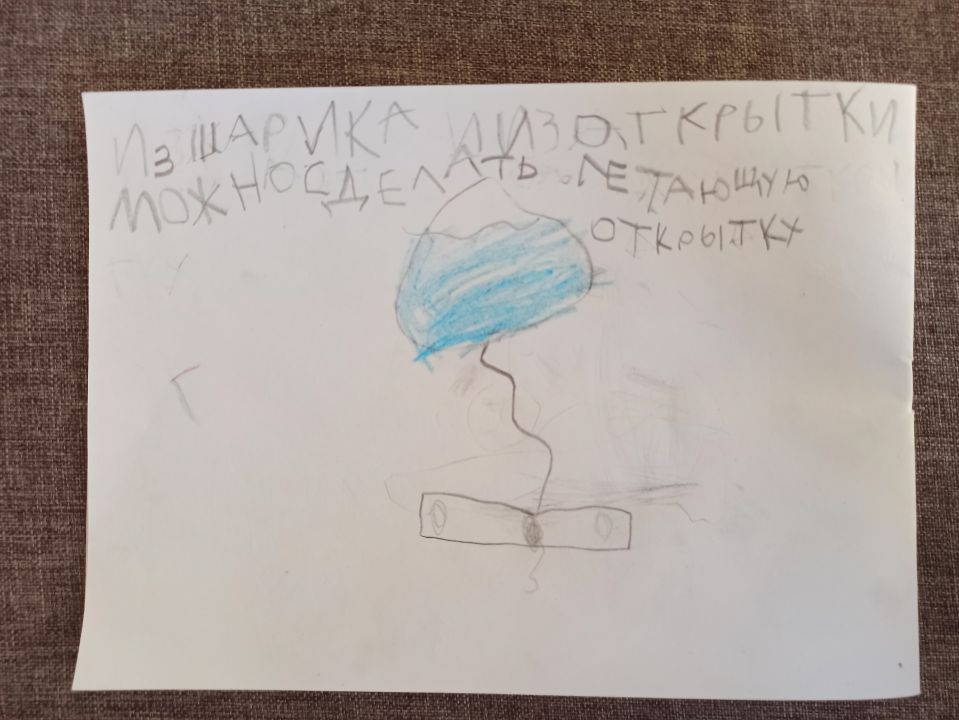 ИЗ ШАРИКА И ИЗ ОТКРЫТКИ
МОЖНО СДЕЛАТЬ ЛЕТАЮЩУЮ
ОТКРЫТКУ